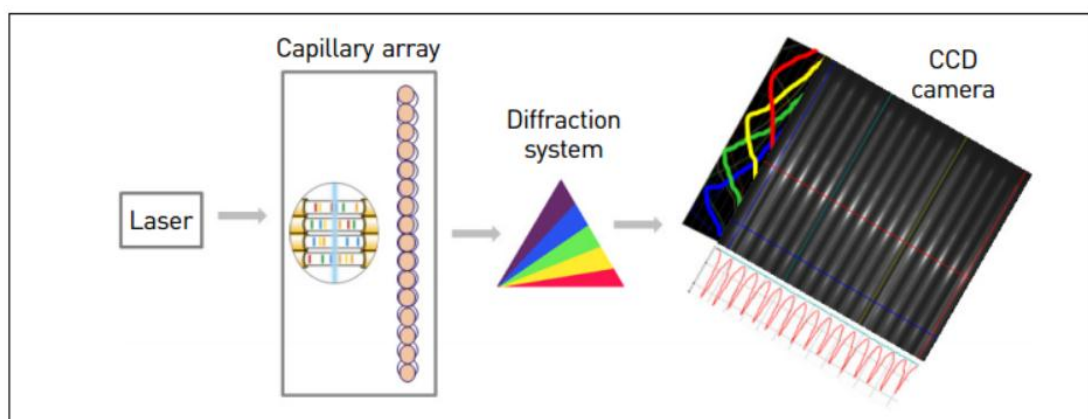 Capillary array
CCD
camera
Diffraction
system
Laser